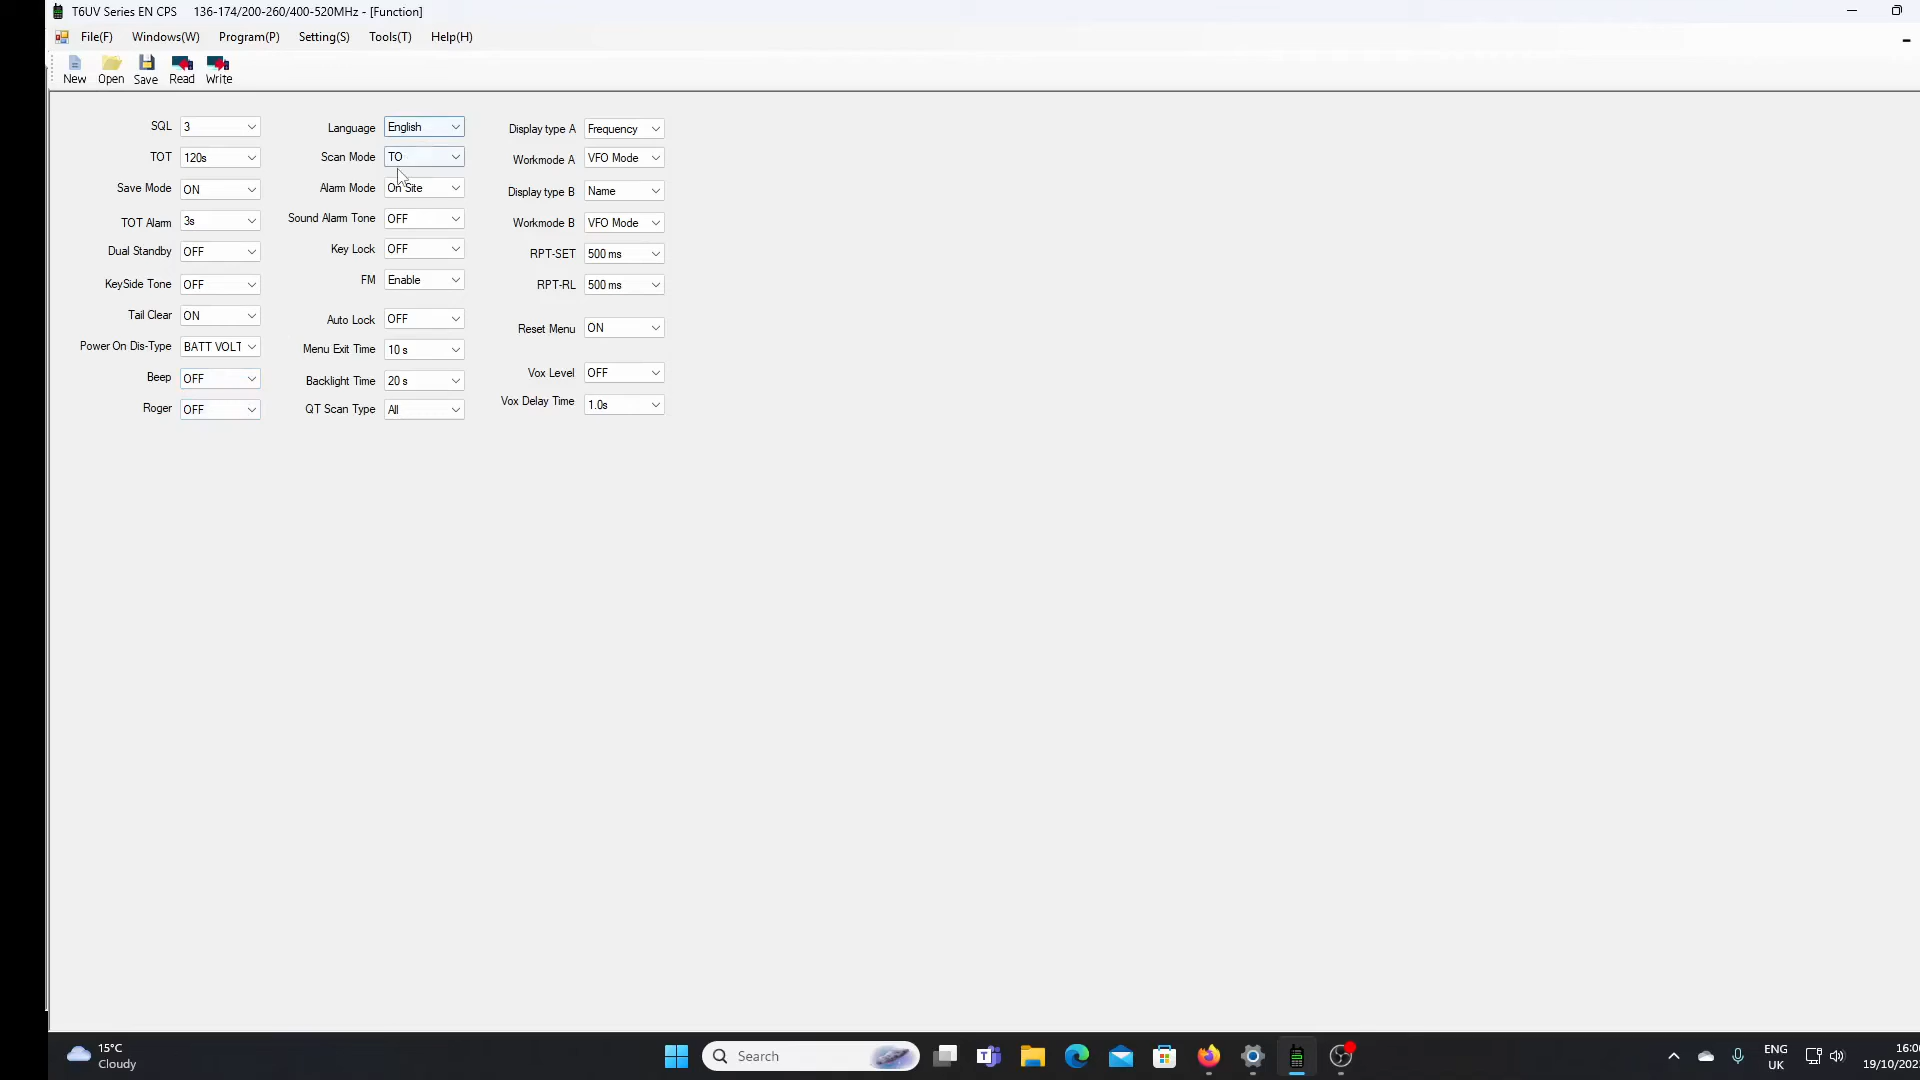 T6UV Series EN CPS 136-174/200-260/400-520MHz - [Function]
File(F) Windows(W) Program(P) Setting(S) Tools(T) Help(H)
New Open Save Read Write
SQL 3
TOT 120s
Save Mode ON
TOT Alarm 3s
Dual Standby OFF
KeySide Tone OFF
Tail Clear ON
Power On Dis-Type BATT VOLT
Beep OFF
Roger OFF
Language English
Scan Mode TO
Alarm Mode On Site
Sound Alarm Tone OFF
Key Lock OFF
FM Enable
Auto Lock OFF
Menu Exit Time 10 s
Backlight Time 20 s
QT Scan Type All
Display type A Frequency
Workmode A VFO Mode
Display type B Name
Workmode B VFO Mode
RPT-SET 500 ms
RPT-RL 500 ms
Reset Menu ON
Vox Level OFF
Vox Delay Time 1.0s
15°C
Cloudy
Search
ENG
UK
16:0
19/10/202